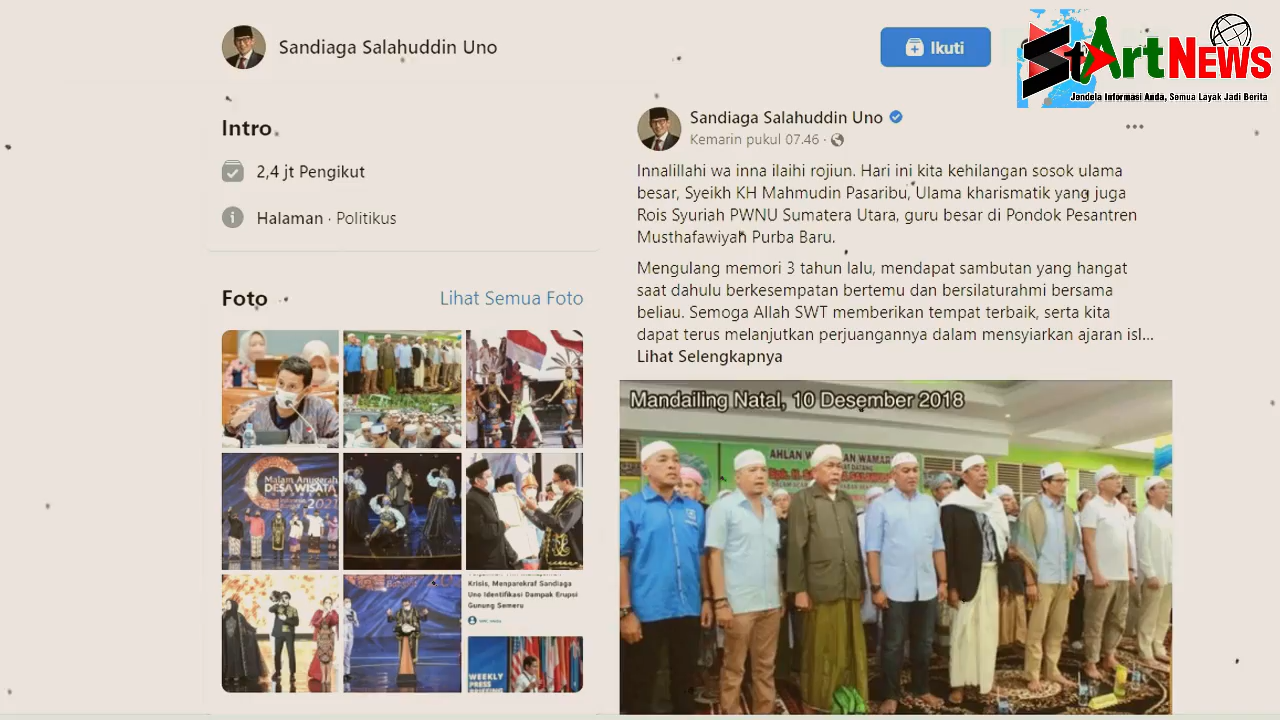 Sandiaga Salahuddin Uno
Ikuti
StArtNews
Jendela Informasi Anda, Semua Layak Jadi Berita
Intro
2,4 jt Pengikut
Halaman · Politikus
Foto
Lihat Semua Foto
Malam Anugerah
DESA WISATA
Krisis, Menparekraf Sandiaga
Uno Identifikasi Dampak Erupsi
Gunung Semeru
WEEKLY
PRESS
BRIEFING
Sandiaga Salahuddin Uno
Kemarin pukul 07.46 ·
Innalillahi wa inna ilaihi rojiun. Hari ini kita kehilangan sosok ulama
besar, Syeikh KH Mahmudin Pasaribu, Ulama kharismatik yang juga
Rois Syuriah PWNU Sumatera Utara, guru besar di Pondok Pesantren
Musthafawiyah Purba Baru.
Mengulang memori 3 tahun lalu, mendapat sambutan yang hangat
saat dahulu berkesempatan bertemu dan bersilaturahmi bersama
beliau. Semoga Allah SWT memberikan tempat terbaik, serta kita
dapat terus melanjutkan perjuangannya dalam mensyiarkan ajaran isl...
Lihat Selengkapnya
Mandailing Natal, 10 Desember 2018
AHLAN WA